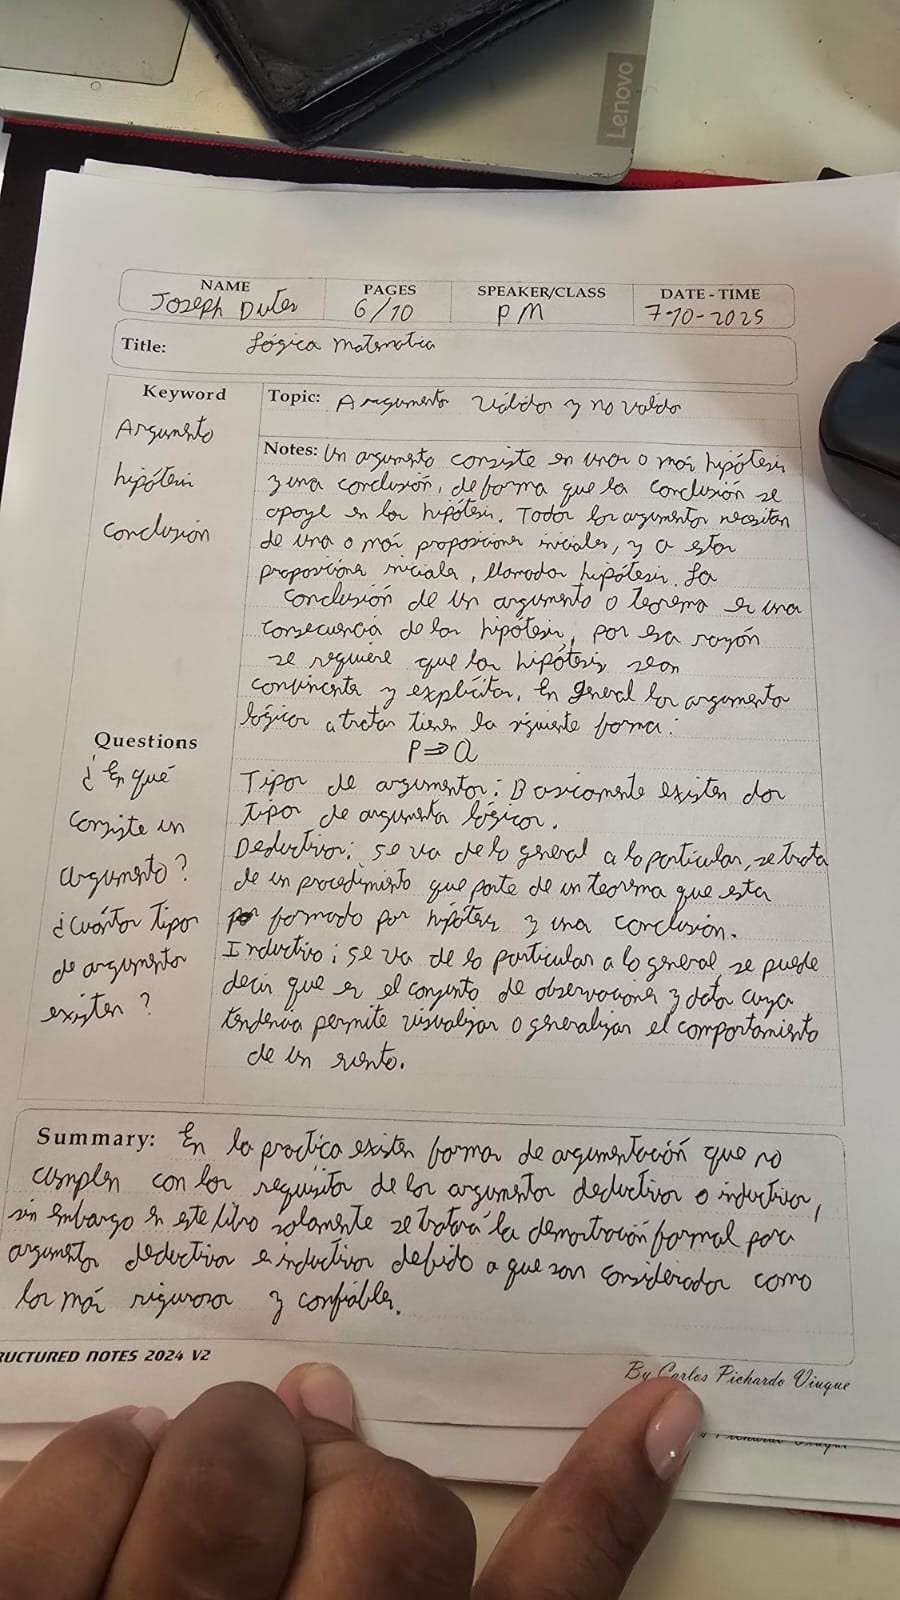 Lenovo
NAME
Joseph Duter
PAGES
6/10
SPEAKER/CLASS
PM
DATE - TIME
7-10-2025
Title: Lógica Matematica
Keyword
Argumento
hipótesis
Conclusión
Topic: Argumento válidos y no valdo
Notes: Un argumento consiste en una o más hipótesis
y una conclusión, de forma que la conclusión se
apoye en las hipótesis. Todos los argumentos necesitan
de una o más proposiciones iniciales, y a estas
proposiciones iniciales, llamadas hipótesis. La
conclusión de un argumento o teorema es una
consecuencia de las hipótesis, por esa razón
se requiere que las hipótesis sean
convincentes y explícitas. En general los argumentos
lógicos a tratar tienen la siguiente forma:
P ⇒ Q
Tipos de argumentos: Basicamente existen dos
tipos de argumentos lógicos.
Deductivos: se va de lo general a lo particular, se trata
de un procedimiento que parte de un teorema que esta
formado por hipótesis y una conclusión.
Inductivo: se va de lo particular a lo general, se puede
decir que es el conjunto de observaciones y datos cuya
tendencia permite visualizar o generalizar el comportamiento
de un evento.
Questions
¿En qué
consiste un
argumento?
¿Cuántos tipos
de argumentos
existen?
Summary: En la practica existen formas de argumentación que no
cumplen con los requisitos de los argumentos deductivos o inductivos,
sin embargo en este libro solamente se tratará la demostración formal para
argumentos deductivos e inductivos debido a que son considerados como
los más rigurosos y confiables.
RUCTURED NOTES 2024 V2
By Carlos Pichardo Viuque